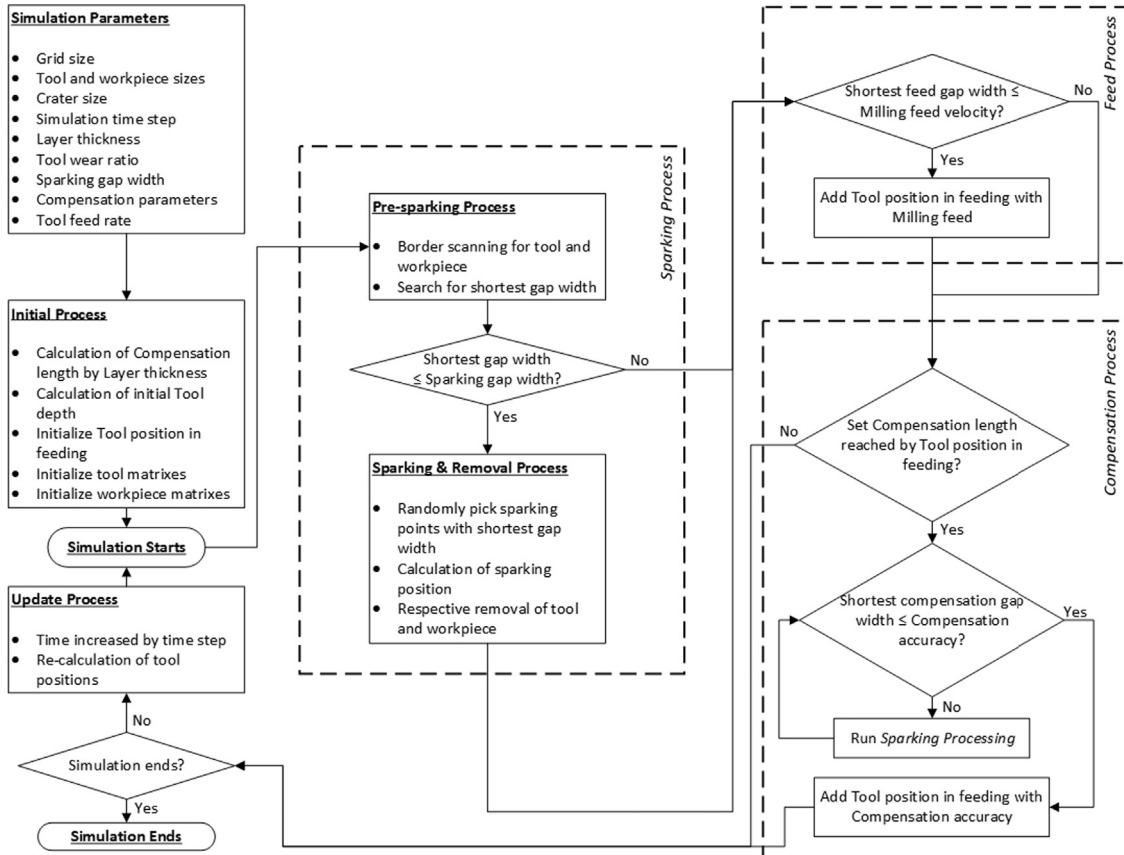 Simulation Parameters
Grid size
Tool and workpiece sizes
Crater size
Simulation time step
Layer thickness
Tool wear ratio
Sparking gap width
Compensation parameters
Tool feed rate
Initial Process
Calculation of Compensation
length by Layer thickness
Calculation of initial Tool
depth
Initialize Tool position in
feeding
Initialize tool matrixes
Initialize workpiece matrixes
Simulation Starts
Update Process
Time increased by time step
Re-calculation of tool
positions
No
Simulation ends?
Yes
Simulation Ends
Sparking Process
Pre-sparking Process
Border scanning for tool and
workpiece
Search for shortest gap width
Shortest gap width
≤ Sparking gap width?
No
Yes
Sparking & Removal Process
Randomly pick sparking
points with shortest gap
width
Calculation of sparking
position
Respective removal of tool
and workpiece
Feed Process
Shortest feed gap width ≤
Milling feed velocity?
No
Yes
Add Tool position in feeding with
Milling feed
Compensation Process
Set Compensation length
reached by Tool position in
feeding?
No
Yes
Shortest compensation gap
width ≤ Compensation
accuracy?
Yes
No
Run Sparking Processing
Add Tool position in feeding with
Compensation accuracy